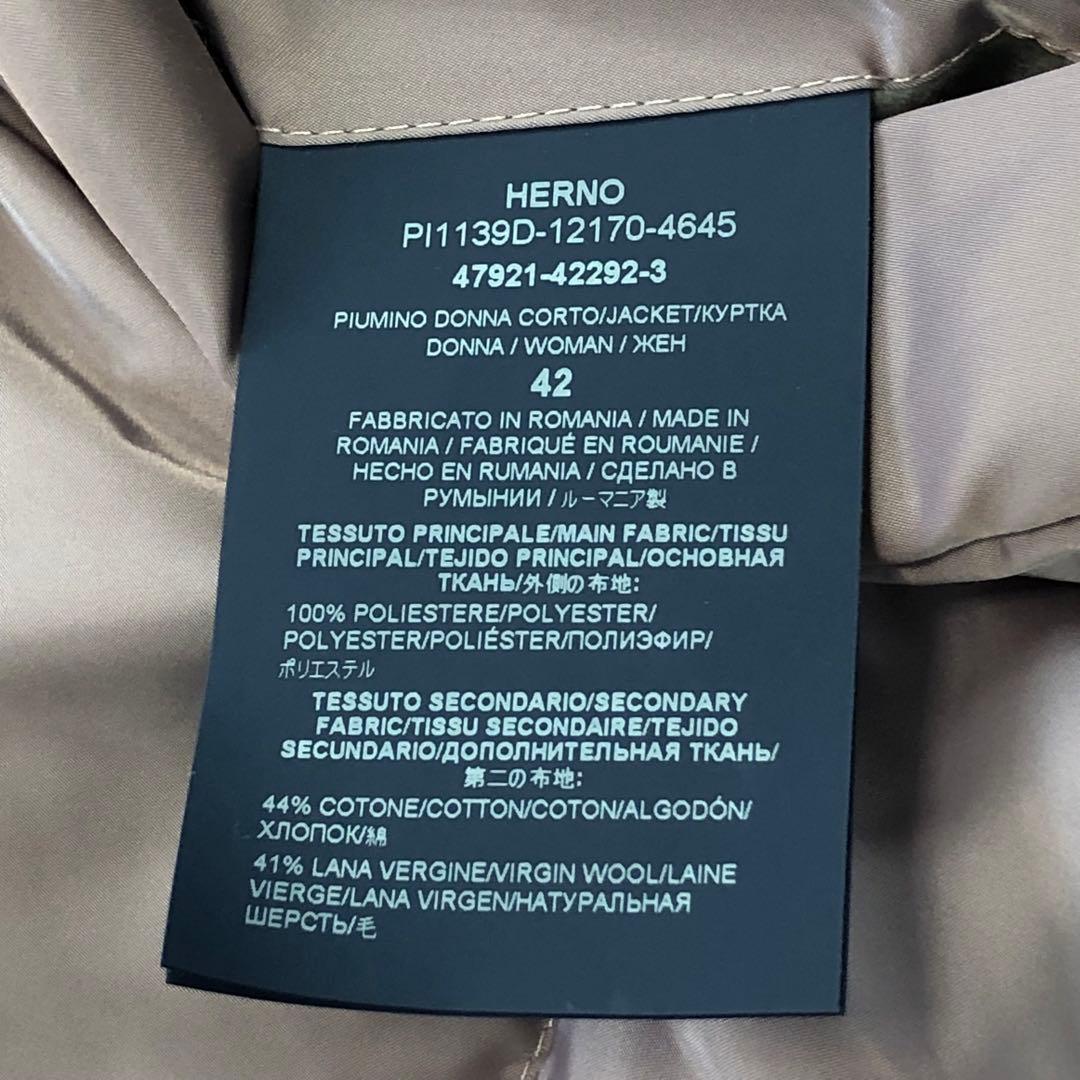 HERNO
PI1139D-12170-4645
47921-42292-3
PIUMINO DONNA CORTO/JACKET/КУРТКА
DONNA / WOMAN / ЖЕН
42
FABBRICATO IN ROMANIA / MADE IN
ROMANIA / FABRIQUÉ EN ROUMANIE /
HECHO EN RUMANIA / СДЕЛАНО В
РУМЫНИИ / ルーマニア製
TESSUTO PRINCIPALE/MAIN FABRIC/TISSU
PRINCIPAL/TEJIDO PRINCIPAL/ОСНОВНАЯ
ТКАНЬ/外側の布地:
100% POLIESTERE/POLYESTER/
POLYESTER/POLIÉSTER/ПОЛИЭФИР/
ポリエステル
TESSUTO SECONDARIO/SECONDARY
FABRIC/TISSU SECONDAIRE/TEJIDO
SECUNDARIO/ДОПОЛНИТЕЛЬНАЯ ТКАНЬ/
第二の布地:
44% COTONE/COTTON/COTON/ALGODÓN/
ХЛОПОК/綿
41% LANA VERGINE/VIRGIN WOOL/LAINE
VIERGE/LANA VIRGEN/НАТУРАЛЬНАЯ
ШЕРСТЬ/毛